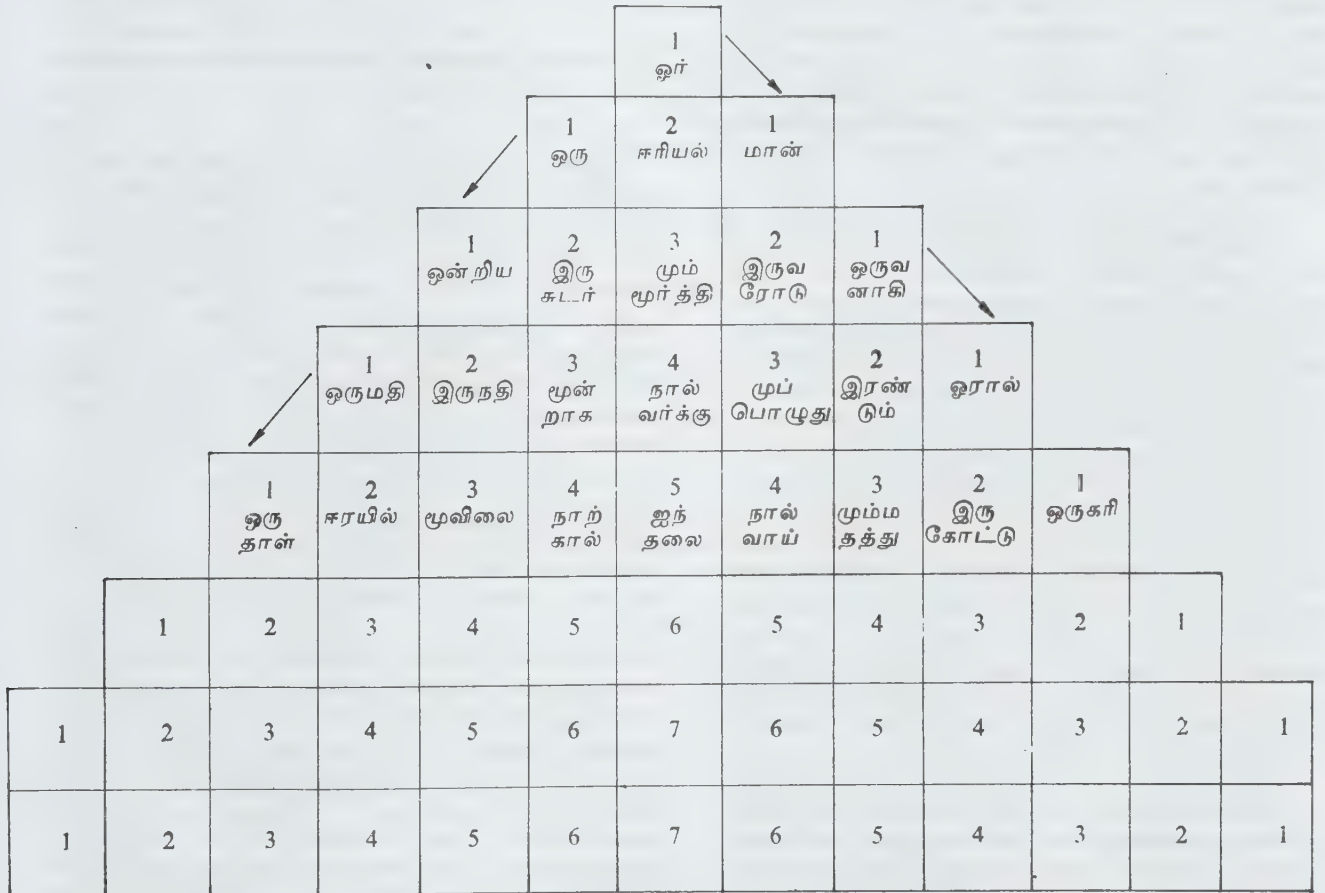 1
ஓர்
1 2 1
ஒரு ஈரியல் மான்
1 2 3 2 1
ஒன்றிய இரு மும் இருவ ஒருவ
சுடர் மூர்த்தி ரோடு னாகி
1 2 3 4 3 2 1
ஒருமதி இருநதி மூன் நால் முப் இரண் ஓரால்
றாக வர்க்கு பொழுது டும்
1 2 3 4 5 4 3 2 1
ஒரு ஈரயில் மூவிலை நாற் ஐந் நால் மும்ம இரு ஒருகரி
தாள் கால் தலை வாய் தத்து கோட்டு
1 2 3 4 5 6 5 4 3 2 1
1 2 3 4 5 6 7 6 5 4 3 2 1
1 2 3 4 5 6 7 6 5 4 3 2 1